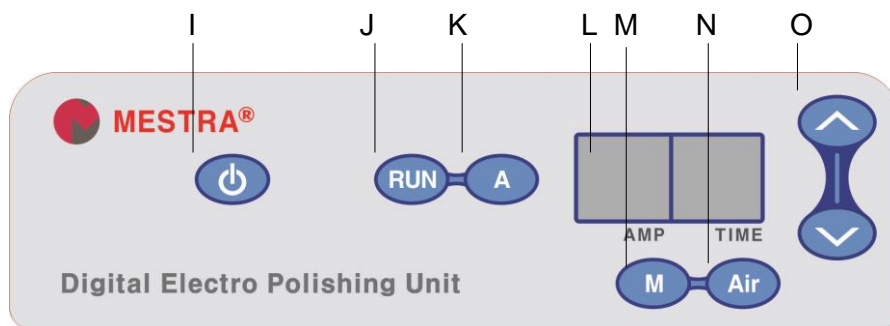 I J K L M N O
MESTRA®
RUN A
AMP TIME
M Air
Digital Electro Polishing Unit